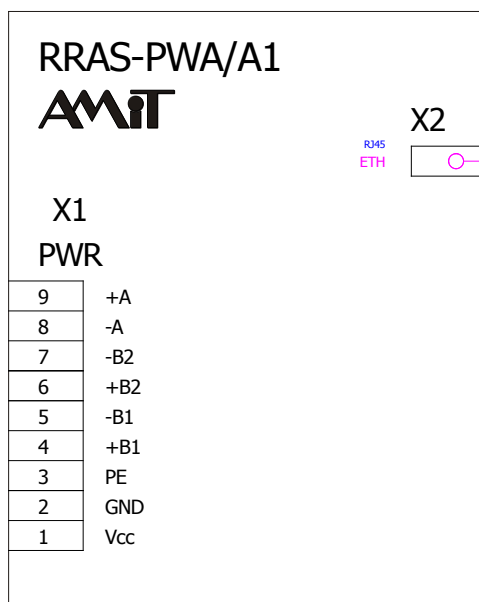 RRAS-PWA/A1
AMiT
X2
RJ45
ETH
X1
PWR
9 +A
8 -A
7 -B2
6 +B2
5 -B1
4 +B1
3 PE
2 GND
1 Vcc